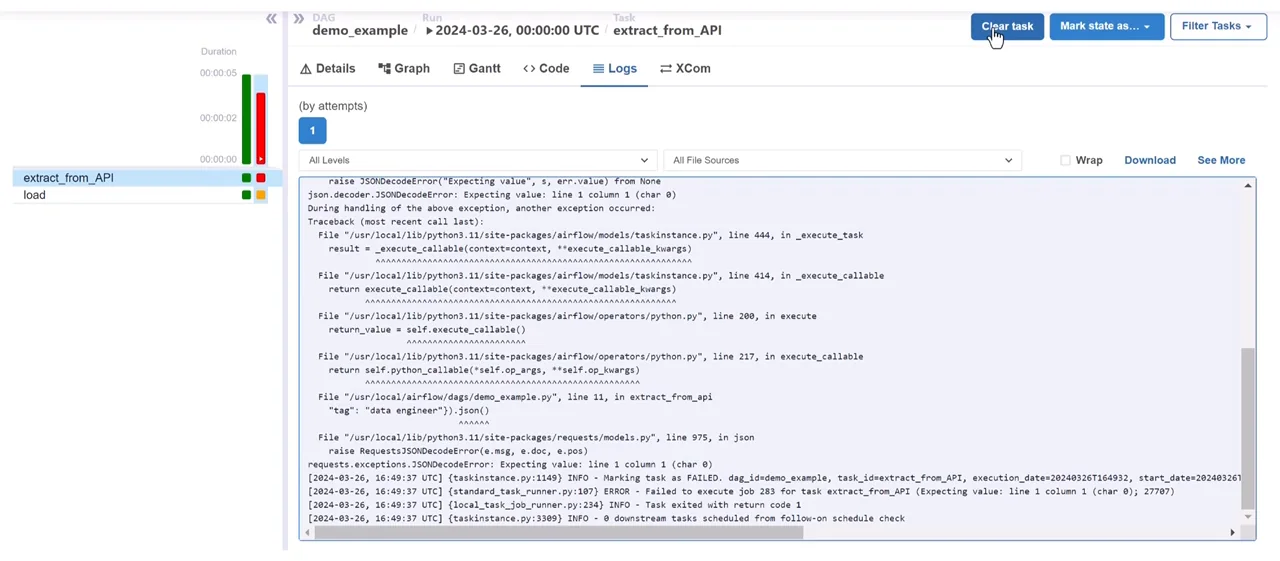 « » DAG Run Task
demo_example / 2024-03-26, 00:00:00 UTC / extract_from_API
Clear task Mark state as... Filter Tasks
Duration
00:00:05
00:00:02
00:00:00
extract_from_API
load
Details Graph Gantt Code Logs XCom
(by attempts)
1
All Levels All File Sources Wrap Download See More
raise JSONDecodeError("Expecting value", s, err.value) from None
json.decoder.JSONDecodeError: Expecting value: line 1 column 1 (char 0)
During handling of the above exception, another exception occurred:
Traceback (most recent call last):
File "/usr/local/lib/python3.11/site-packages/airflow/models/taskinstance.py", line 444, in _execute_task
result = _execute_callable(context=context, **execute_callable_kwargs)
^^^^^^^^^^^^^^^^^^^^^^^^^^^^^^^^^^^^^^^^^^^^^^^^^^^^^^^^^^^^^
File "/usr/local/lib/python3.11/site-packages/airflow/models/taskinstance.py", line 414, in _execute_callable
return execute_callable(context=context, **execute_callable_kwargs)
^^^^^^^^^^^^^^^^^^^^^^^^^^^^^^^^^^^^^^^^^^^^^^^^^^^^^^^^^^^^
File "/usr/local/lib/python3.11/site-packages/airflow/operators/python.py", line 200, in execute
return_value = self.execute_callable()
^^^^^^^^^^^^^^^^^^^^^^^
File "/usr/local/lib/python3.11/site-packages/airflow/operators/python.py", line 217, in execute_callable
return self.python_callable(*self.op_args, **self.op_kwargs)
^^^^^^^^^^^^^^^^^^^^^^^^^^^^^^^^^^^^^^^^^^^^^^^^^^^^^
File "/usr/local/airflow/dags/demo_example.py", line 11, in extract_from_api
"tag": "data engineer"}).json()
^^^^^^
File "/usr/local/lib/python3.11/site-packages/requests/models.py", line 975, in json
raise RequestsJSONDecodeError(e.msg, e.doc, e.pos)
requests.exceptions.JSONDecodeError: Expecting value: line 1 column 1 (char 0)
[2024-03-26, 16:49:37 UTC] {taskinstance.py:1149} INFO - Marking task as FAILED. dag_id=demo_example, task_id=extract_from_API, execution_date=20240326T164932, start_date=20240326T
[2024-03-26, 16:49:37 UTC] {standard_task_runner.py:107} ERROR - Failed to execute job 283 for task extract_from_API (Expecting value: line 1 column 1 (char 0); 27707)
[2024-03-26, 16:49:37 UTC] {local_task_job_runner.py:234} INFO - Task exited with return code 1
[2024-03-26, 16:49:37 UTC] {taskinstance.py:3309} INFO - 0 downstream tasks scheduled from follow-on schedule check